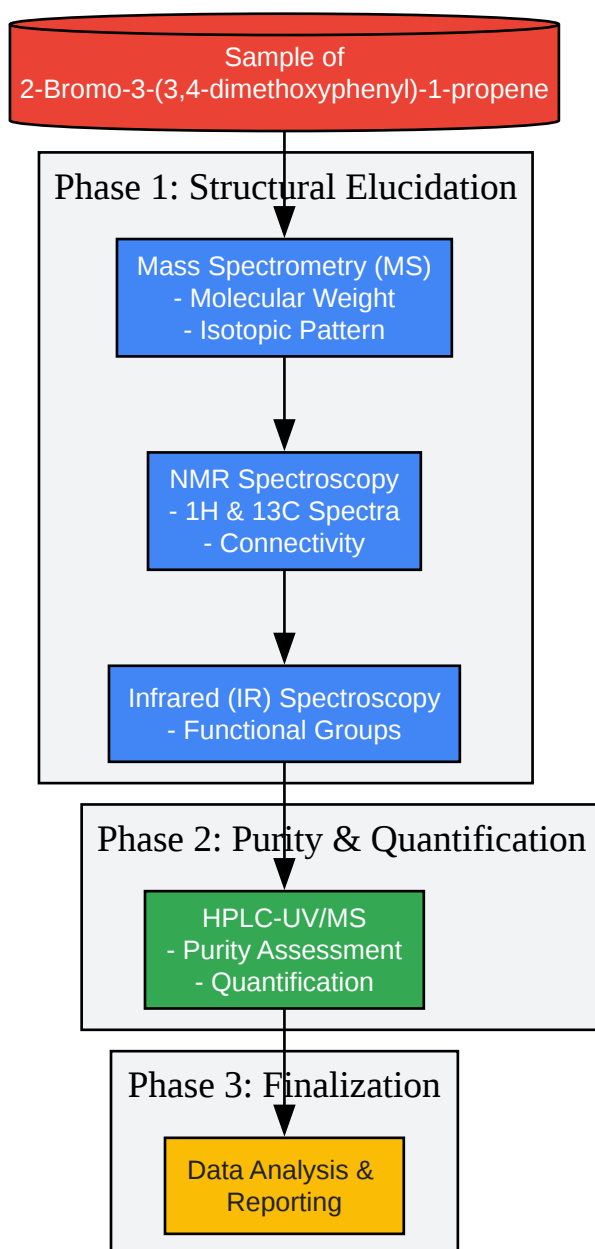 Sample of
2-Bromo-3-(3,4-dimethoxyphenyl)-1-propene
Phase 1: Structural Elucidation
Mass Spectrometry (MS)
- Molecular Weight
- Isotopic Pattern
NMR Spectroscopy
- 1H & 13C Spectra
- Connectivity
Infrared (IR) Spectroscopy
- Functional Groups
Phase 2: Purity & Quantification
HPLC-UV/MS
- Purity Assessment
- Quantification
Phase 3: Finalization
Data Analysis &
Reporting